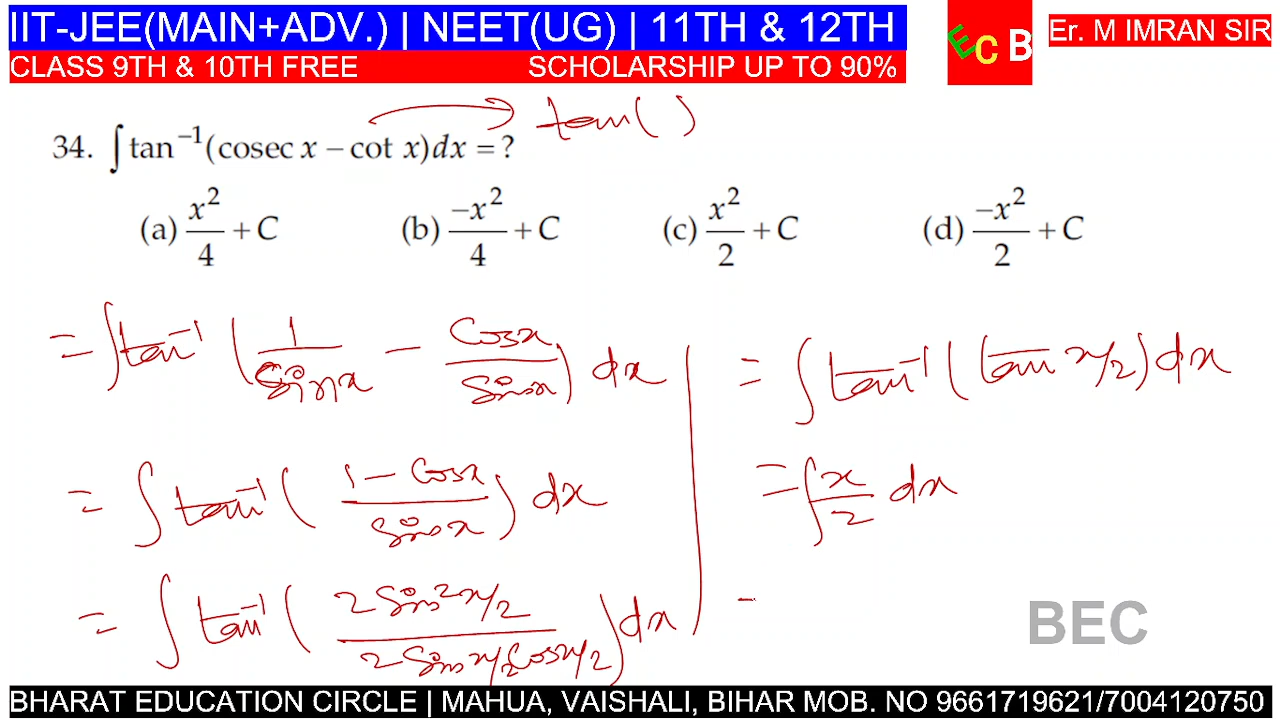 IIT-JEE(MAIN+ADV.) | NEET(UG) | 11TH & 12TH
ECB
Er. M IMRAN SIR
CLASS 9TH & 10TH FREE SCHOLARSHIP UP TO 90%
tan( )
34. ∫ tan⁻¹(cosec x − cot x)dx = ?
(a) x²/4 + C (b) −x²/4 + C (c) x²/2 + C (d) −x²/2 + C
= ∫ tan⁻¹ ( 1/sin x − cos x/sin x ) dx
= ∫ tan⁻¹ ( (1 − cos x)/sin x ) dx
= ∫ tan⁻¹ ( 2 sin² x/2 / 2 sin x/2 cos x/2 ) dx
= ∫ tan⁻¹ ( tan x/2 ) dx
= ∫ x/2 dx
=
BEC
BHARAT EDUCATION CIRCLE | MAHUA, VAISHALI, BIHAR MOB. NO 9661719621/7004120750